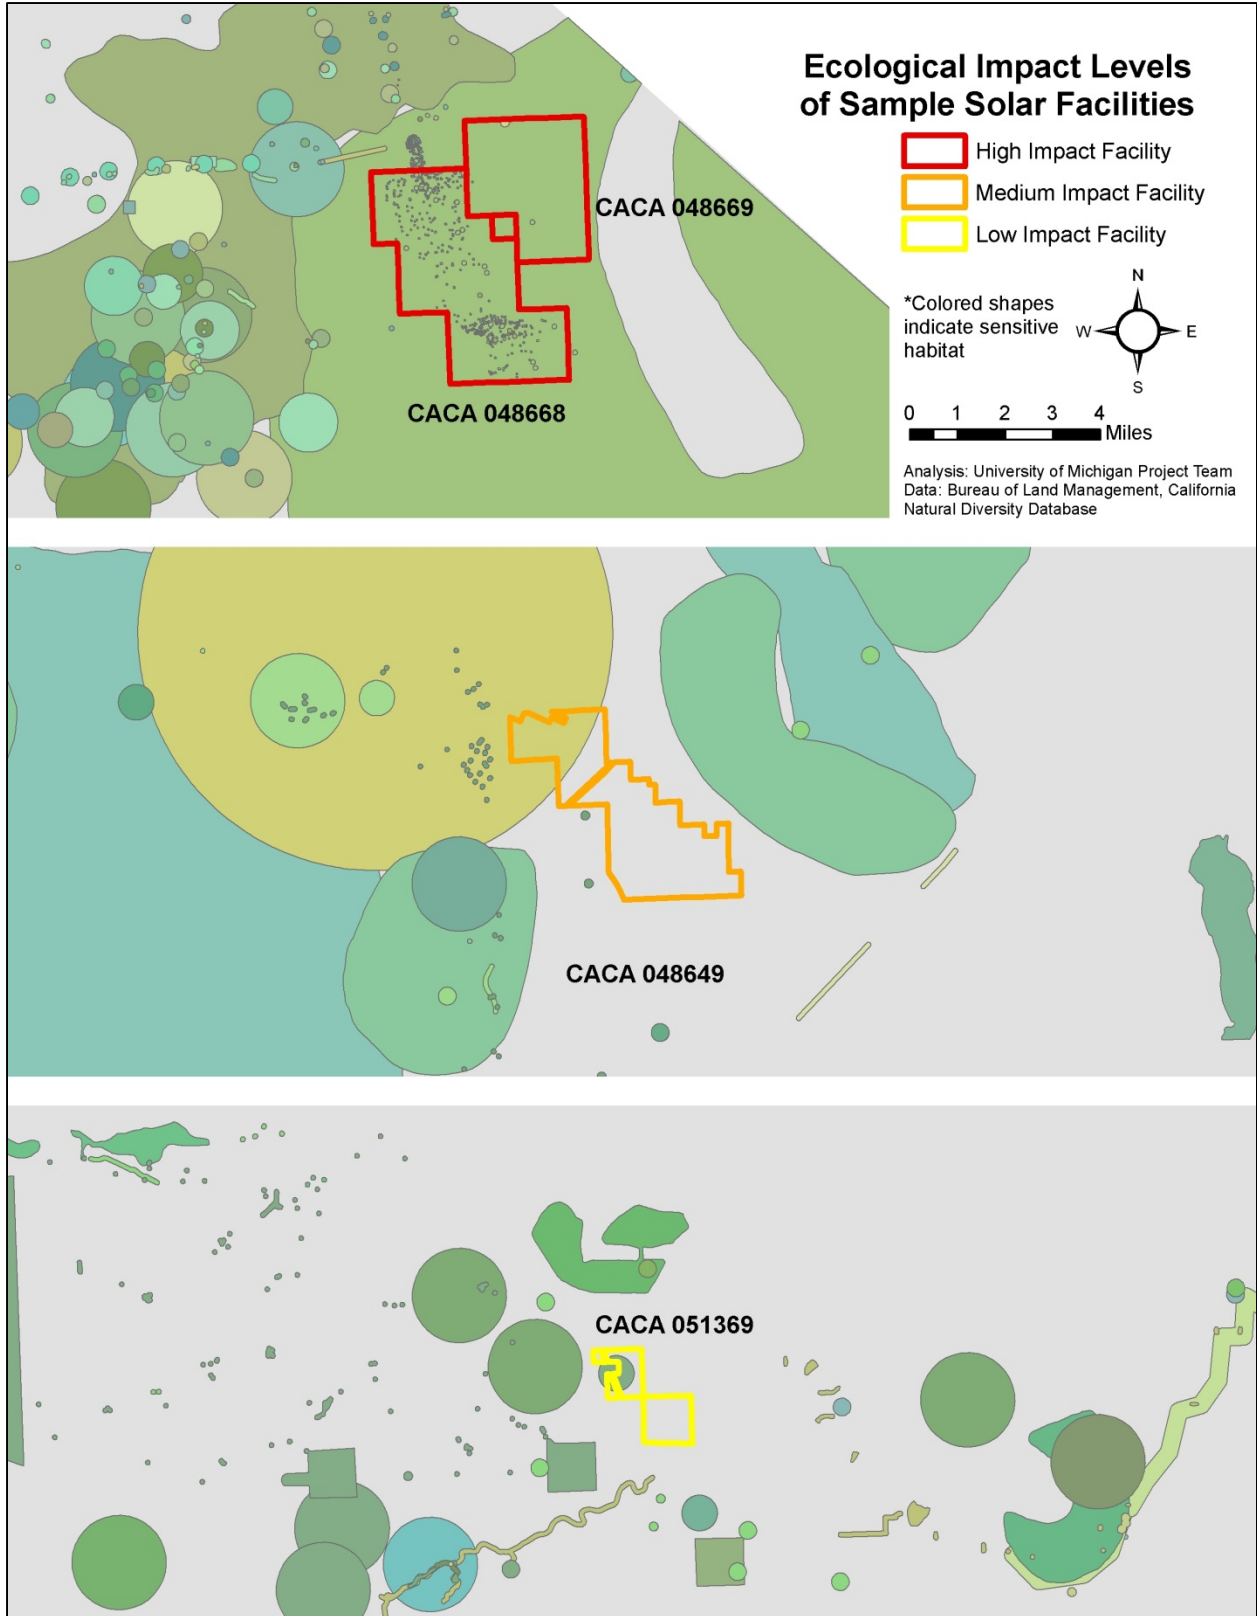 Ecological Impact Levels
of Sample Solar Facilities
High Impact Facility
Medium Impact Facility
Low Impact Facility
CACA 048669
*Colored shapes
indicate sensitive
habitat
N
W
E
S
0 1 2 3 4
Miles
CACA 048668
Analysis: University of Michigan Project Team
Data: Bureau of Land Management, California
Natural Diversity Database
CACA 048649
CACA 051369